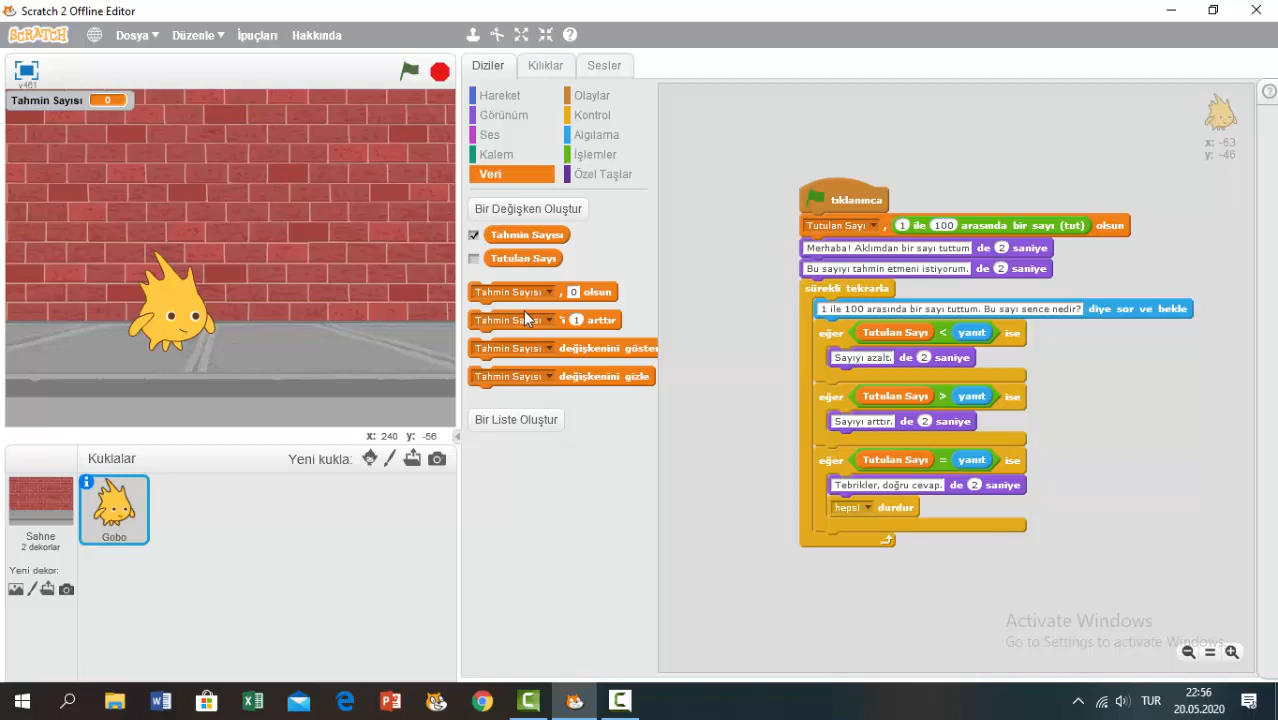 Scratch 2 Offline Editor
SCRATCH
Dosya
Düzenle
İpuçları
Hakkında
v461
Tahmin Sayısı 0
x: 240 y: -56
Kuklalar
Yeni kukla:
Sahne
2 dekorlar
Yeni dekor:
Gobo
Diziler
Kılıklar
Sesler
Hareket
Görünüm
Ses
Kalem
Veri
Olaylar
Kontrol
Algılama
İşlemler
Özel Taşlar
Bir Değişken Oluştur
Tahmin Sayısı
Tutulan Sayı
Tahmin Sayısı , 0 olsun
Tahmin Sayısı i 1 arttır
Tahmin Sayısı değişkenini göster
Tahmin Sayısı değişkenini gizle
Bir Liste Oluştur
x: -63
y: -46
tıklanınca
Tutulan Sayı , 1 ile 100 arasında bir sayı (tut) olsun
Merhaba! Aklımdan bir sayı tuttum de 2 saniye
Bu sayıyı tahmin etmeni istiyorum. de 2 saniye
sürekli tekrarla
1 ile 100 arasında bir sayı tuttum. Bu sayı sence nedir? diye sor ve bekle
eğer Tutulan Sayı < yanıt ise
Sayıyı azalt. de 2 saniye
eğer Tutulan Sayı > yanıt ise
Sayıyı arttır. de 2 saniye
eğer Tutulan Sayı = yanıt ise
Tebrikler, doğru cevap. de 2 saniye
hepsi durdur
Activate Windows
Go to Settings to activate Windows.
TUR
22:56
20.05.2020